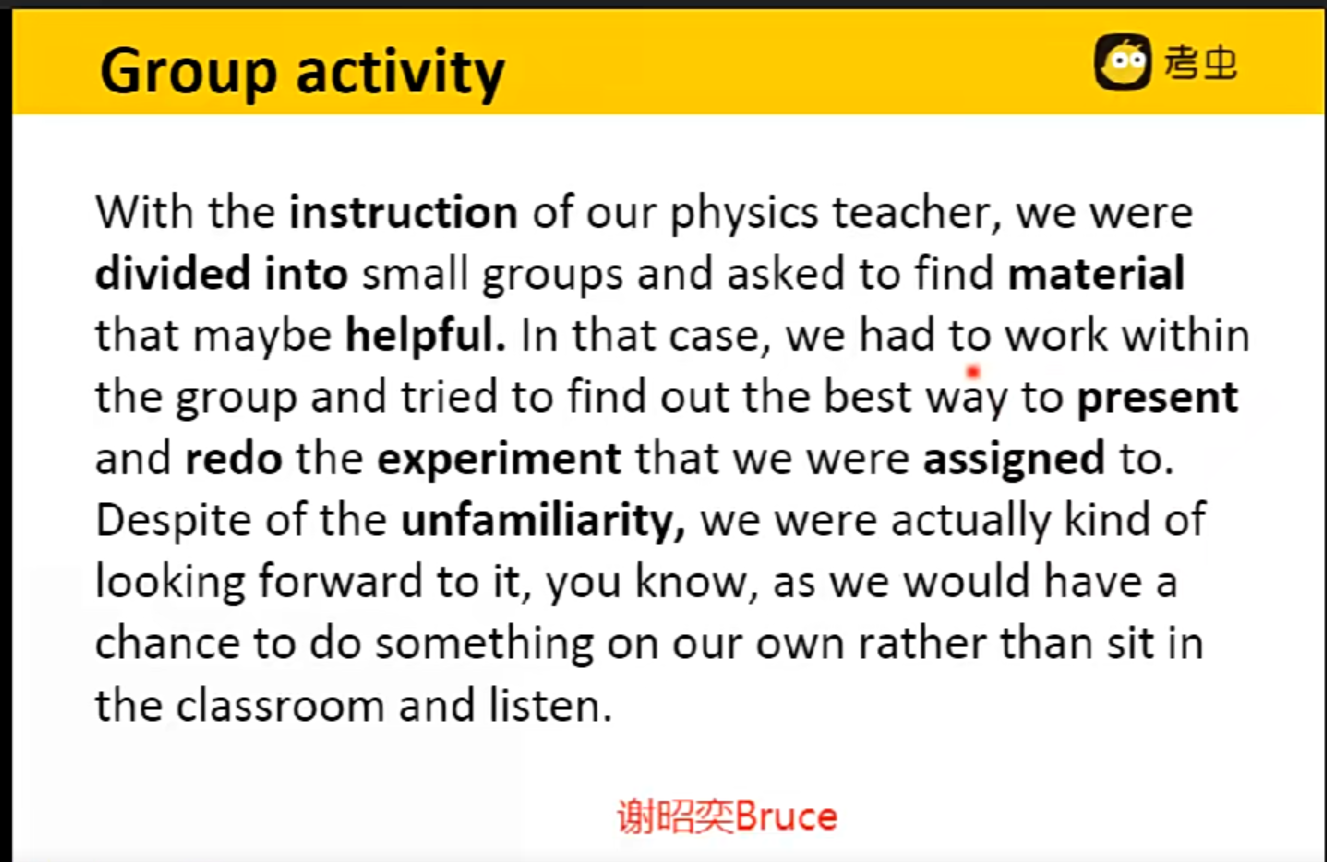 Group activity
考虫
With the instruction of our physics teacher, we were
divided into small groups and asked to find material
that maybe helpful. In that case, we had to work within
the group and tried to find out the best way to present
and redo the experiment that we were assigned to.
Despite of the unfamiliarity, we were actually kind of
looking forward to it, you know, as we would have a
chance to do something on our own rather than sit in
the classroom and listen.
谢昭奕Bruce